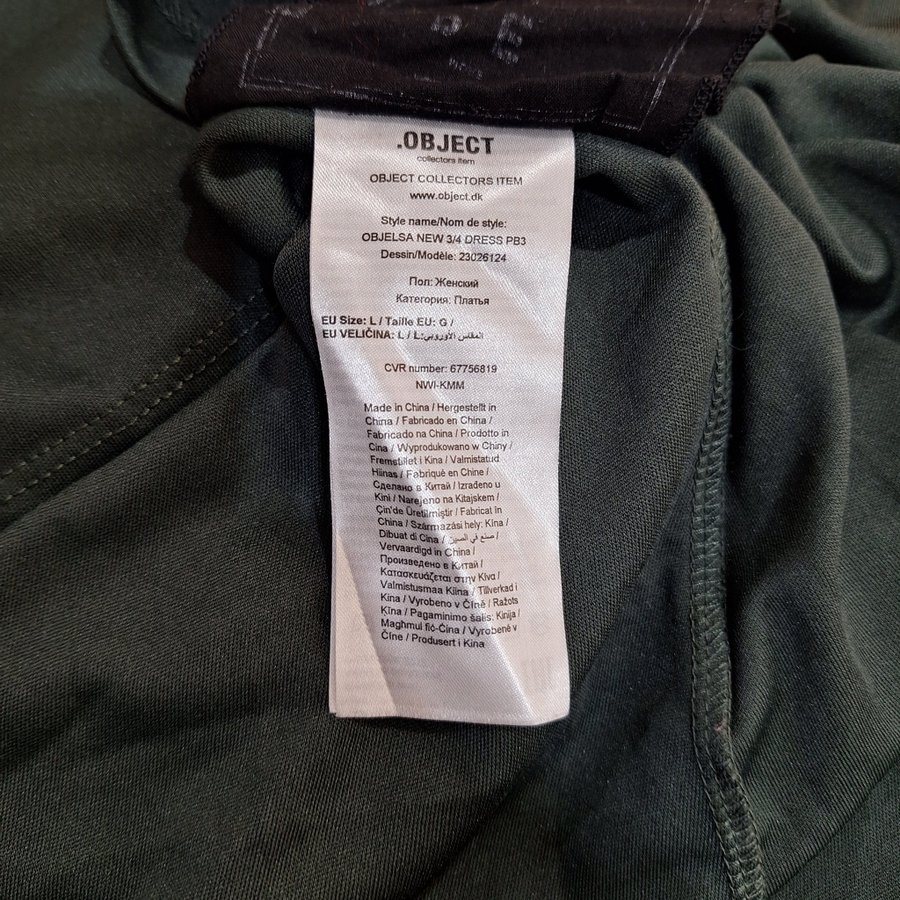 .OBJECT
collectors item
OBJECT COLLECTORS ITEM
www.object.dk
Style name/Nom de style:
OBJELSA NEW 3/4 DRESS PB3
Dessin/Modèle: 23026124
Пол: Женский
Категория: Платья
EU Size: L / Taille EU: G /
EU VELIČINA: L / L:المقاس الأوروبي
CVR number: 67756819
NWI-KMM
Made in China / Hergestellt in
China / Fabricado en China /
Fabricado na China / Prodotto in
Cina / Wyprodukowano w Chiny /
Fremstillet i Kina / Valmistatud
Hiinas / Fabriqué en Chine /
Сделано в Китай / Izrađeno u
Kini / Narejeno na Kitajskem /
Çin'de Üretilmiştir / Fabricat în
China / Származási hely: Kína /
Dibuat di Cina / صنع في الصين /
Vervaardigd in China /
Произведено в Китай /
Κατασκευάζεται στην Κίνα /
Valmistusmaa Kiina / Tillverkad i
Kina / Vyrobeno v Číně / Ražots
Ķīna / Pagaminimo šalis: Kinija /
Magħmul fiċ-Ċina / Vyrobené v
Číne / Produsert i Kina